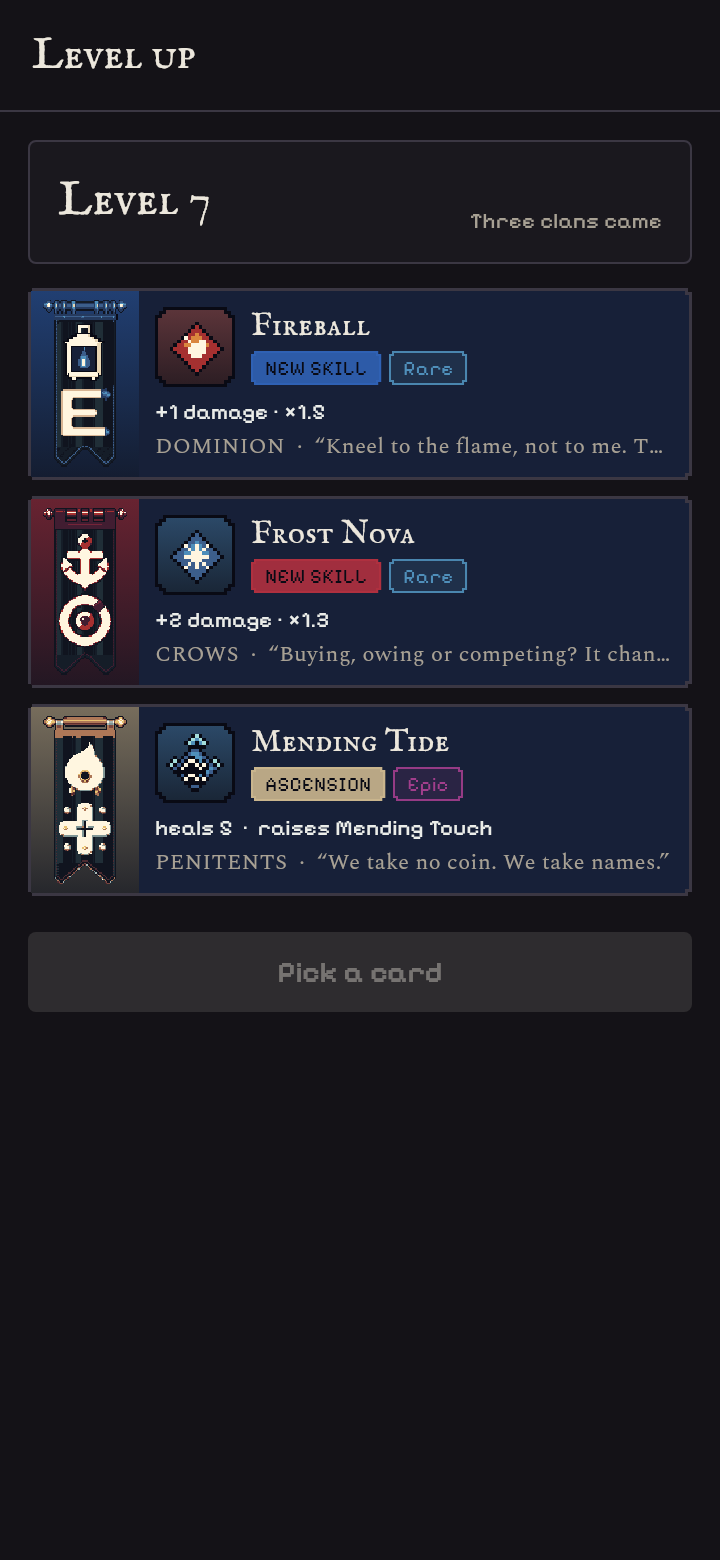 Level up
Level 7
Three clans came
Fireball
NEW SKILL
Rare
+1 damage · ×1.5
DOMINION · “Kneel to the flame, not to me. T…
E
Frost Nova
NEW SKILL
Rare
+2 damage · ×1.3
CROWS · “Buying, owing or competing? It chan…
Mending Tide
ASCENSION
Epic
heals 5 · raises Mending Touch
PENITENTS · “We take no coin. We take names.”
Pick a card